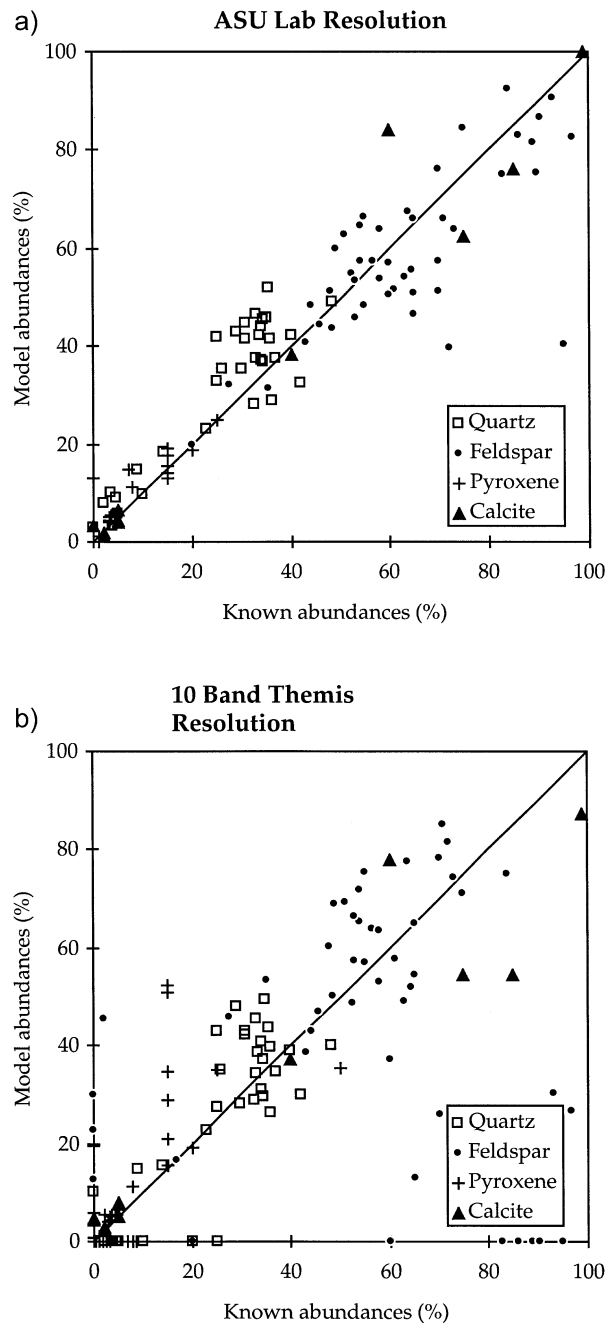 a)
ASU Lab Resolution
100
80
60
40
20
0
Model abundances (%)
Quartz
Feldspar
Pyroxene
Calcite
0 20 40 60 80 100
Known abundances (%)
b)
10 Band Themis
Resolution
100
80
60
40
20
0
Model abundances (%)
Quartz
Feldspar
Pyroxene
Calcite
0 20 40 60 80 100
Known abundances (%)